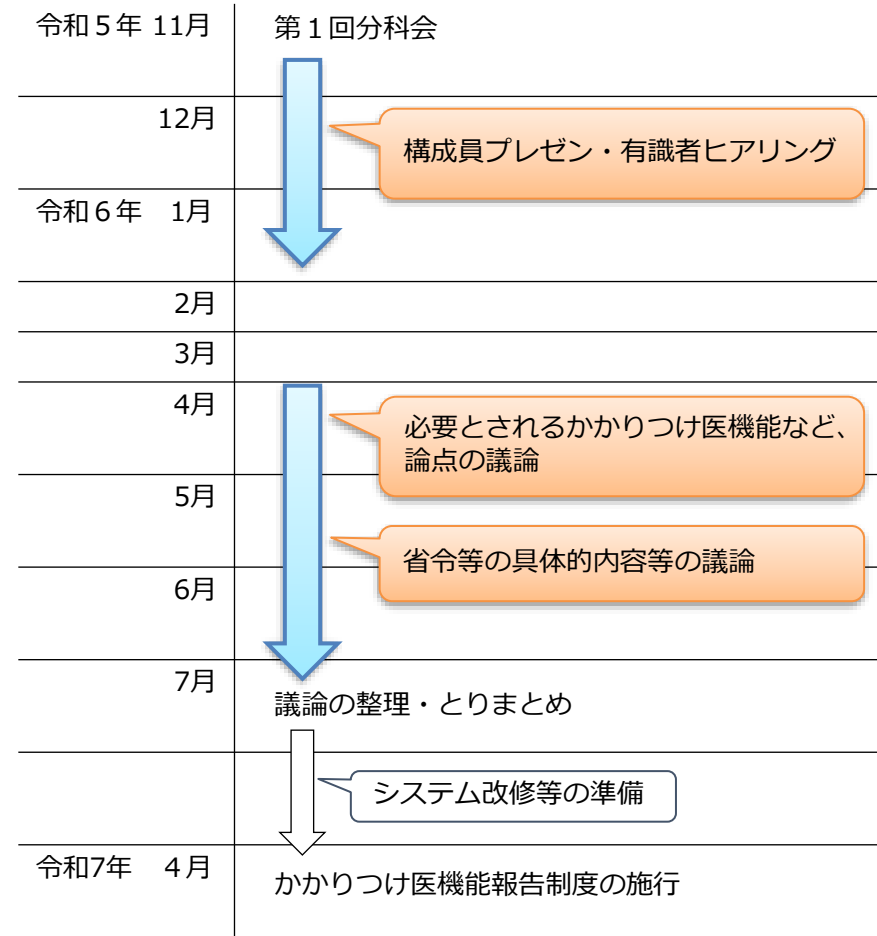 令和５年 11月
第１回分科会
12月
構成員プレゼン・有識者ヒアリング
令和６年 1月
2月
3月
4月
必要とされるかかりつけ医機能など、
論点の議論
5月
省令等の具体的内容等の議論
6月
7月
議論の整理・とりまとめ
システム改修等の準備
令和7年 ４月
かかりつけ医機能報告制度の施行